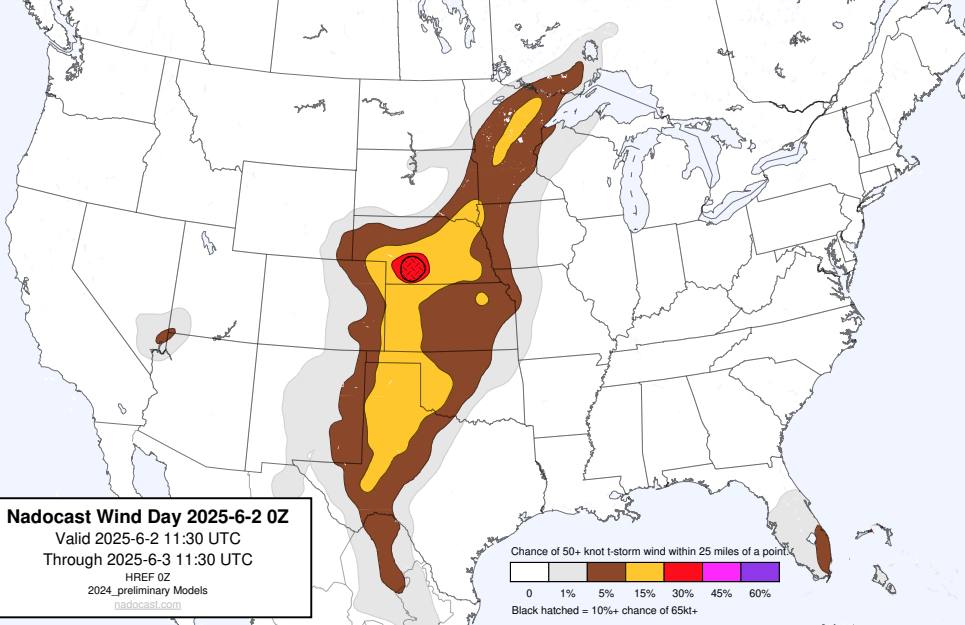 Nadocast Wind Day 2025-6-2 0Z
Valid 2025-6-2 11:30 UTC
Through 2025-6-3 11:30 UTC
HREF 0Z
2024_preliminary Models
nadocast.com
Chance of 50+ knot t-storm wind within 25 miles of a point.
0 1% 5% 15% 30% 45% 60%
Black hatched = 10%+ chance of 65kt+